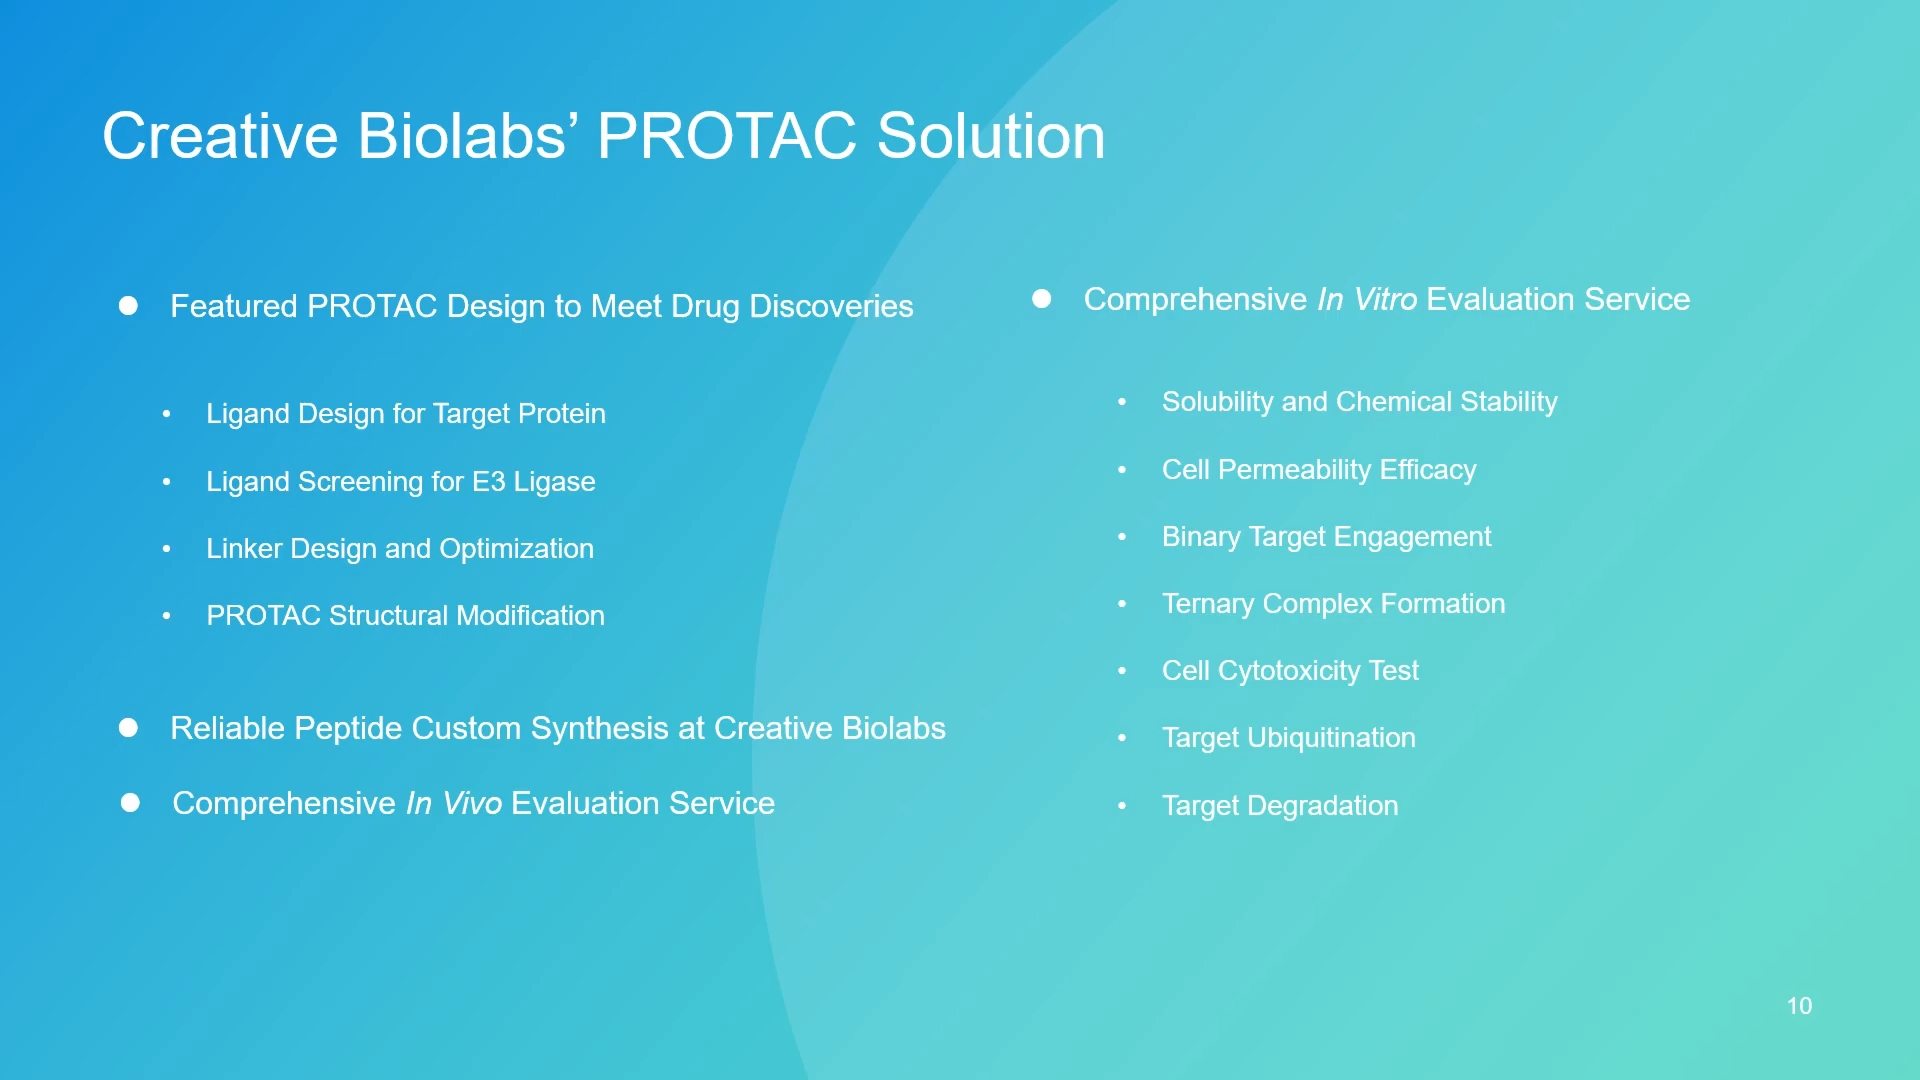 Creative Biolabs’ PROTAC Solution
● Featured PROTAC Design to Meet Drug Discoveries
• Ligand Design for Target Protein
• Ligand Screening for E3 Ligase
• Linker Design and Optimization
• PROTAC Structural Modification
● Reliable Peptide Custom Synthesis at Creative Biolabs
● Comprehensive In Vivo Evaluation Service
● Comprehensive In Vitro Evaluation Service
• Solubility and Chemical Stability
• Cell Permeability Efficacy
• Binary Target Engagement
• Ternary Complex Formation
• Cell Cytotoxicity Test
• Target Ubiquitination
• Target Degradation
10